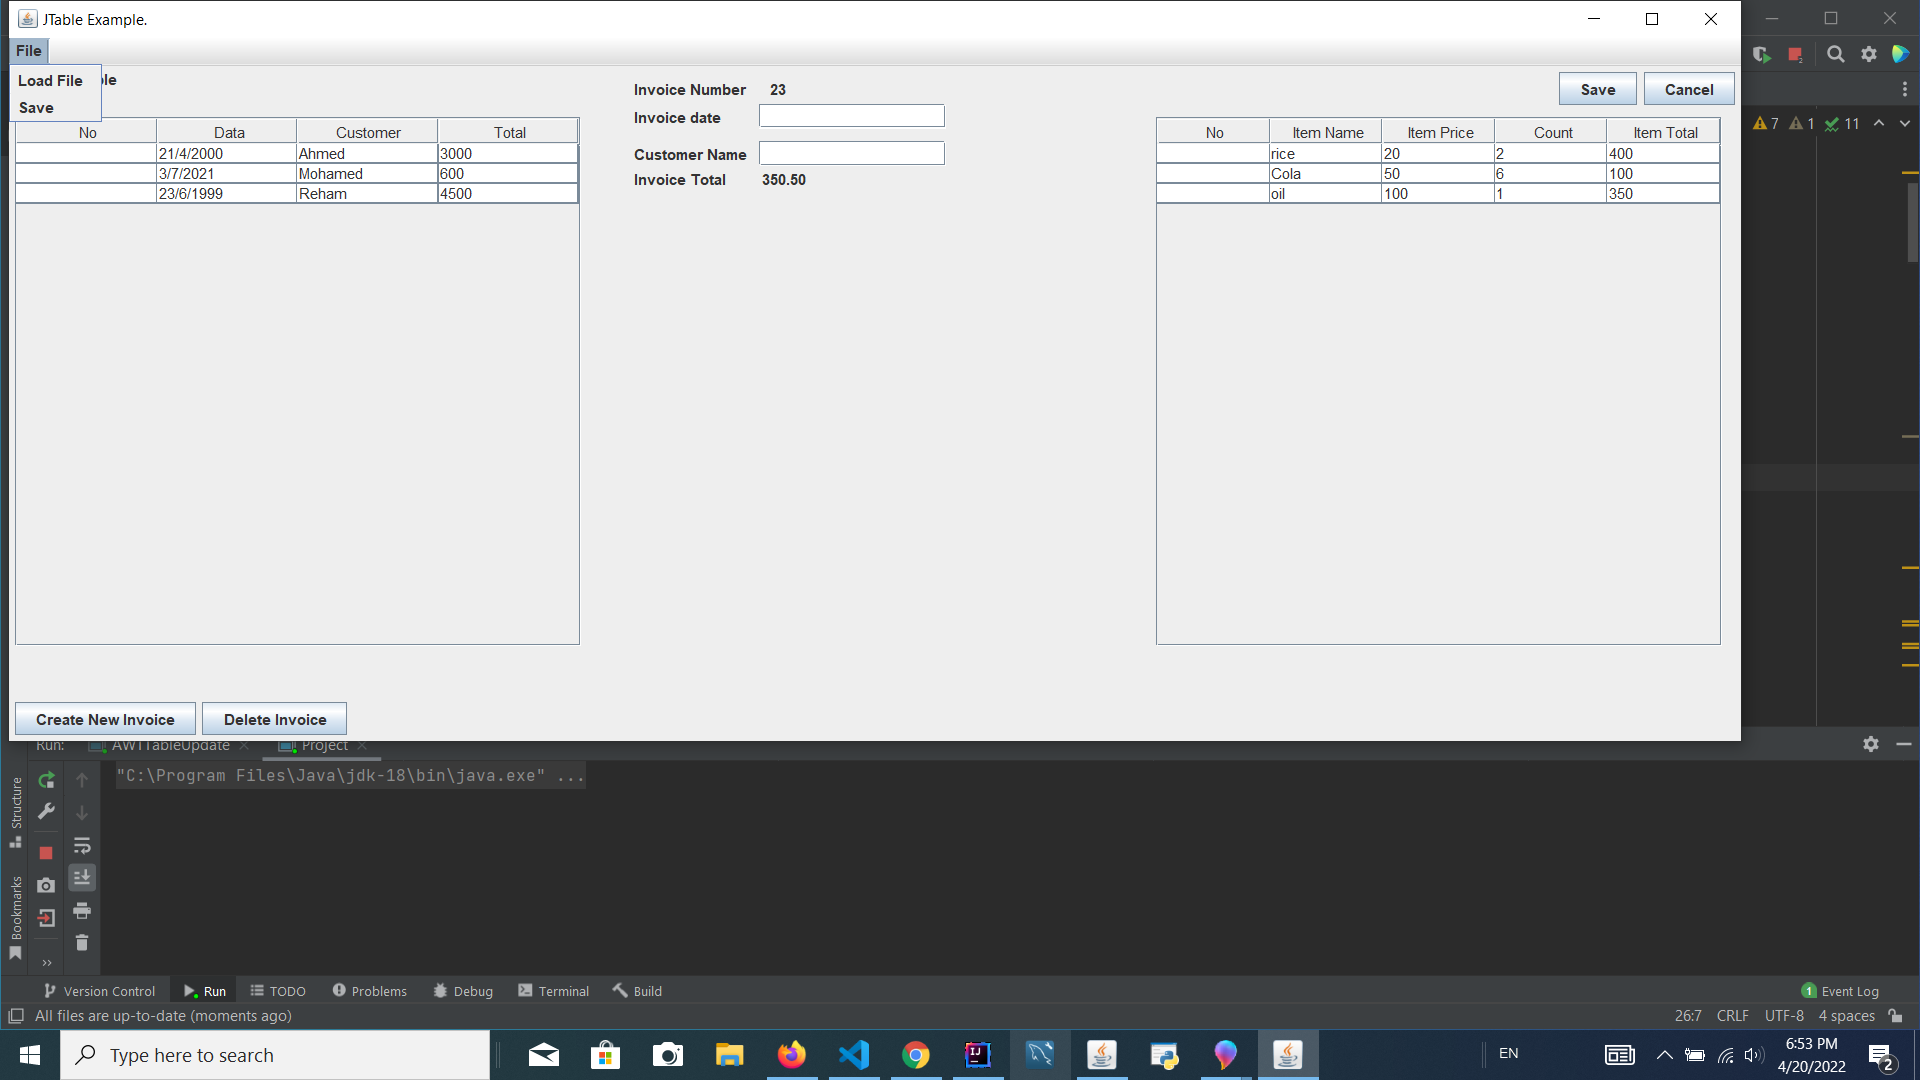 JTable Example.
File
Load File
Save
ble
Invoice Number 23
Invoice date
Customer Name
Invoice Total 350.50
Save Cancel
No Data Customer Total
21/4/2000 Ahmed 3000
3/7/2021 Mohamed 600
23/6/1999 Reham 4500
No Item Name Item Price Count Item Total
rice 20 2 400
Cola 50 6 100
oil 100 1 350
7 1 11
Create New Invoice Delete Invoice
Run: AWTTableUpdate Project
"C:\Program Files\Java\jdk-18\bin\java.exe" ...
Structure
Bookmarks
Version Control Run TODO Problems Debug Terminal Build 1 Event Log
All files are up-to-date (moments ago) 26:7 CRLF UTF-8 4 spaces
Type here to search
EN
6:53 PM
4/20/2022
2